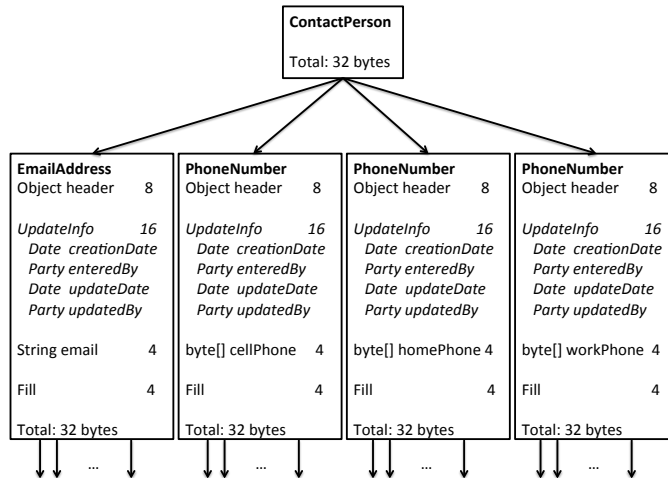 ContactPerson
Total: 32 bytes
EmailAddress
Object header 8
UpdateInfo 16
Date creationDate
Party enteredBy
Date updateDate
Party updatedBy
String email 4
Fill 4
Total: 32 bytes
...
PhoneNumber
Object header 8
UpdateInfo 16
Date creationDate
Party enteredBy
Date updateDate
Party updatedBy
byte[] cellPhone 4
Fill 4
Total: 32 bytes
...
PhoneNumber
Object header 8
UpdateInfo 16
Date creationDate
Party enteredBy
Date updateDate
Party updatedBy
byte[] homePhone 4
Fill 4
Total: 32 bytes
...
PhoneNumber
Object header 8
UpdateInfo 16
Date creationDate
Party enteredBy
Date updateDate
Party updatedBy
byte[] workPhone 4
Fill 4
Total: 32 bytes
...